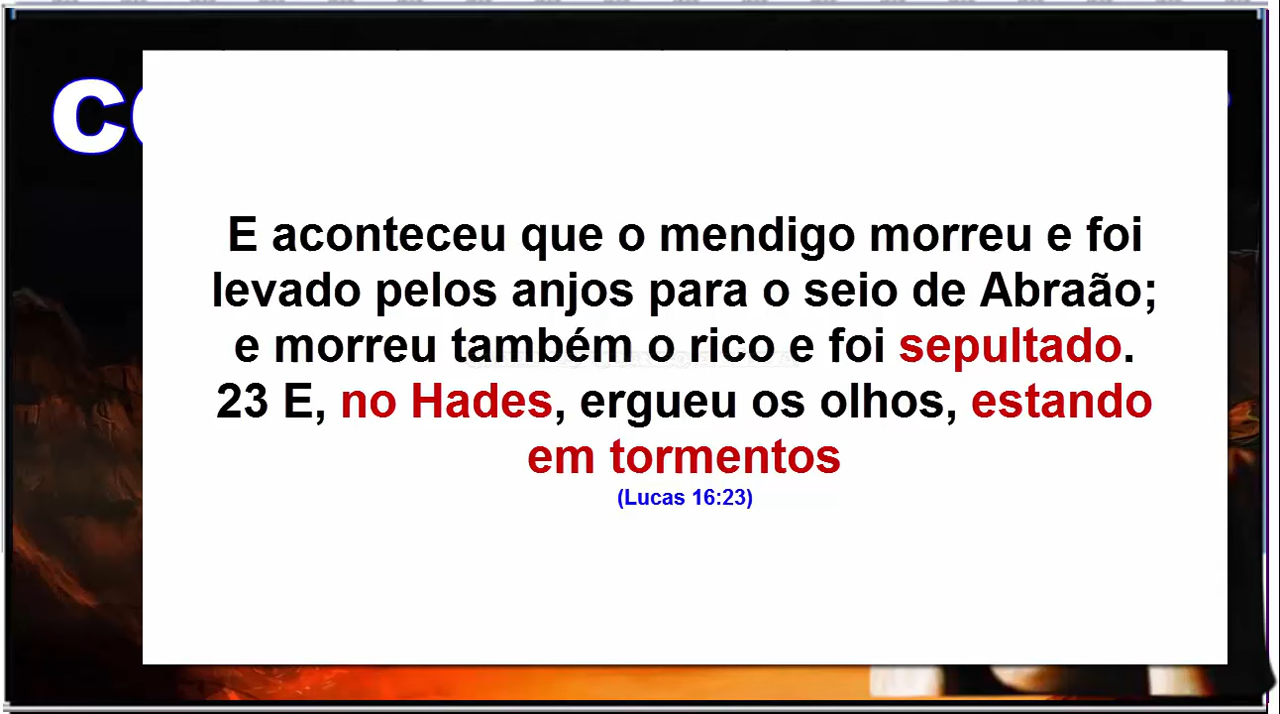 E aconteceu que o mendigo morreu e foi
levado pelos anjos para o seio de Abraão;
e morreu também o rico e foi sepultado.
23 E, no Hades, ergueu os olhos, estando
em tormentos
(Lucas 16:23)